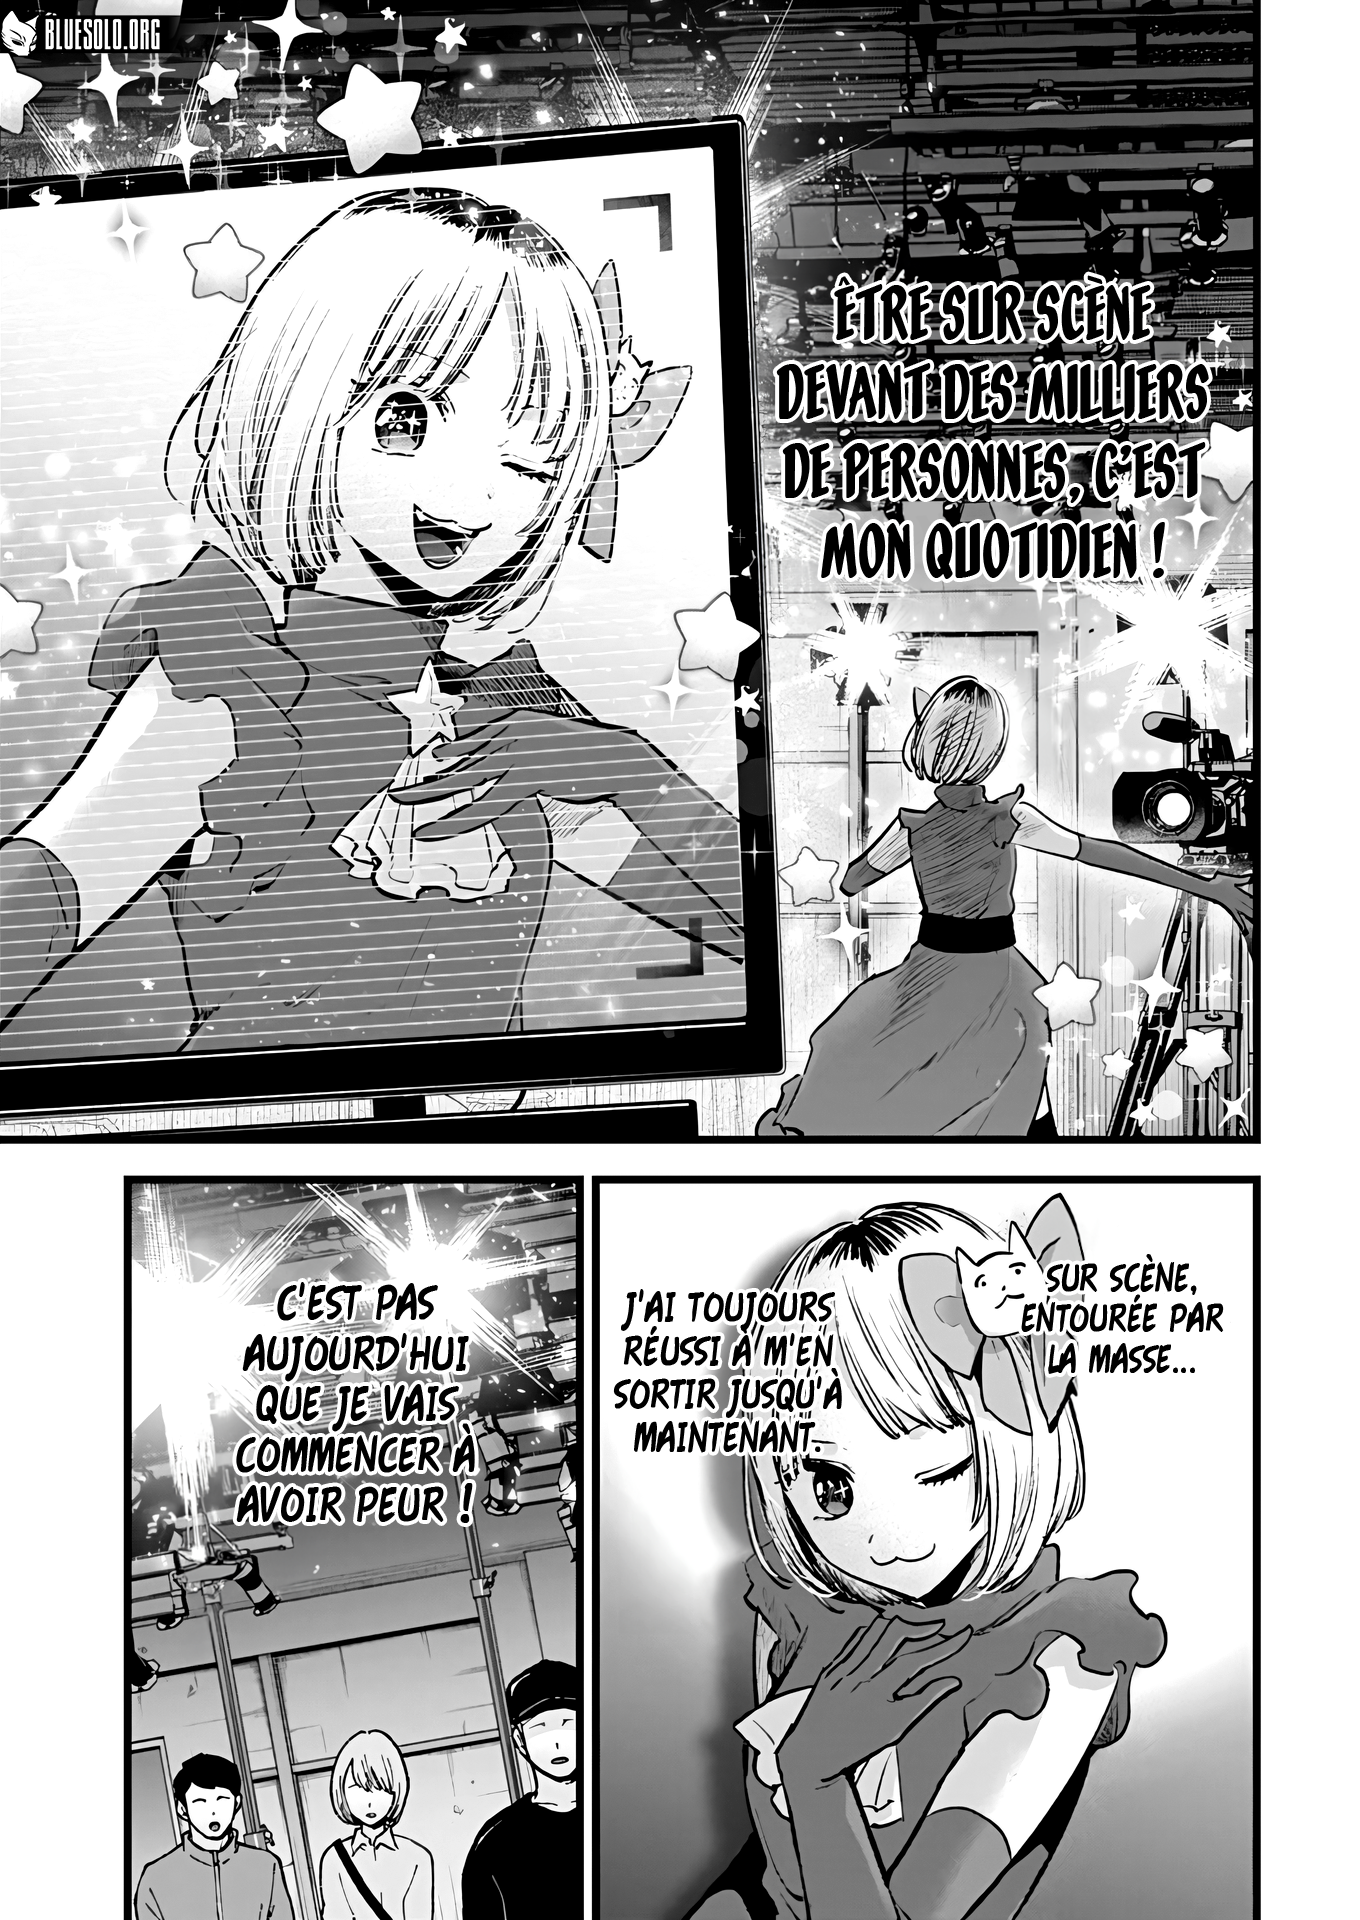 BLUESOLO.ORG
ÊTRE SUR SCÈNE
DEVANT DES MILLIERS
DE PERSONNES, C'EST
MON QUOTIDIEN !
SUR SCÈNE,
ENTOURÉE PAR
LA MASSE...
J'AI TOUJOURS
RÉUSSI À M'EN
SORTIR JUSQU'À
MAINTENANT.
C'EST PAS
AUJOURD'HUI
QUE JE VAIS
COMMENCER À
AVOIR PEUR !